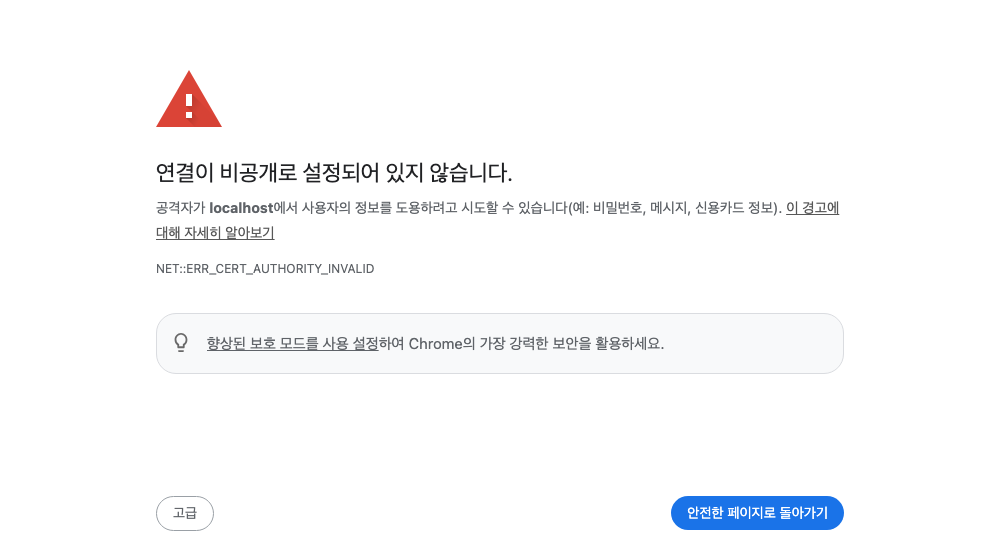 연결이 비공개로 설정되어 있지 않습니다.
공격자가 localhost에서 사용자의 정보를 도용하려고 시도할 수 있습니다(예: 비밀번호, 메시지, 신용카드 정보). 이 경고에
대해 자세히 알아보기
NET::ERR_CERT_AUTHORITY_INVALID
향상된 보호 모드를 사용 설정하여 Chrome의 가장 강력한 보안을 활용하세요.
고급
안전한 페이지로 돌아가기